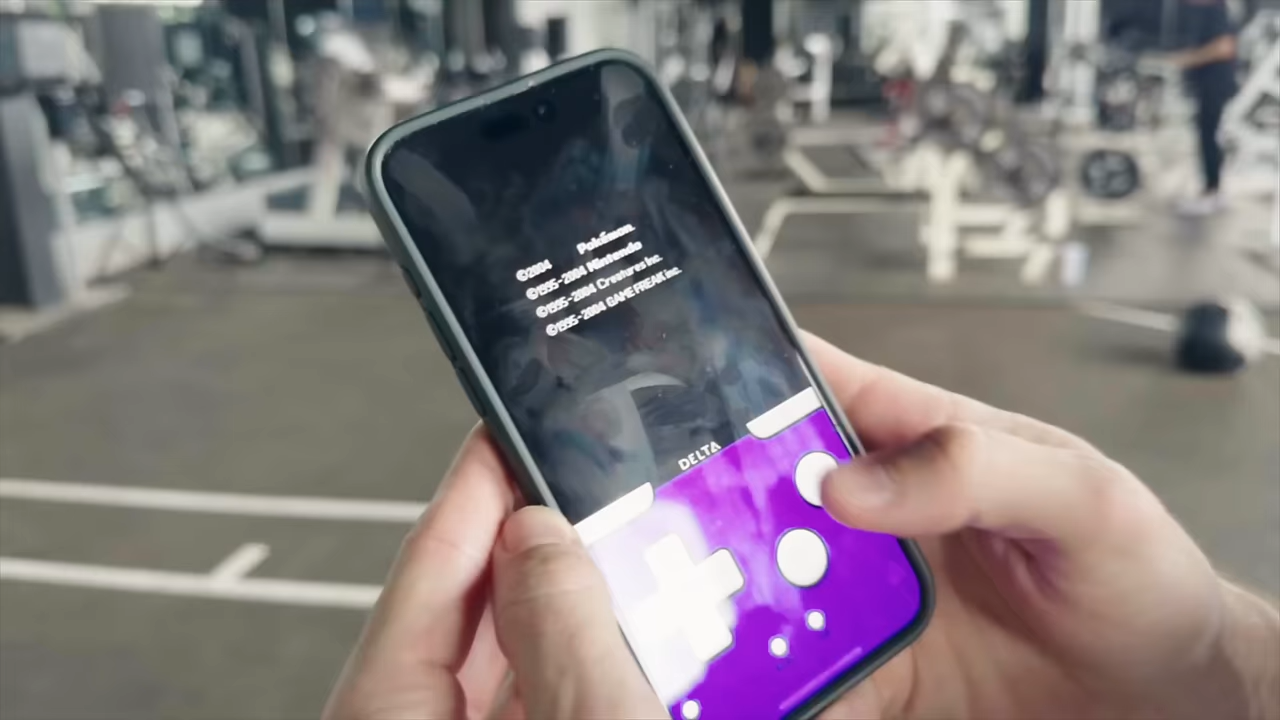 ©2004 Pokémon.
©1995-2004 Nintendo
©1995-2004 Creatures Inc.
©1995-2004 GAME FREAK inc.
DELTA